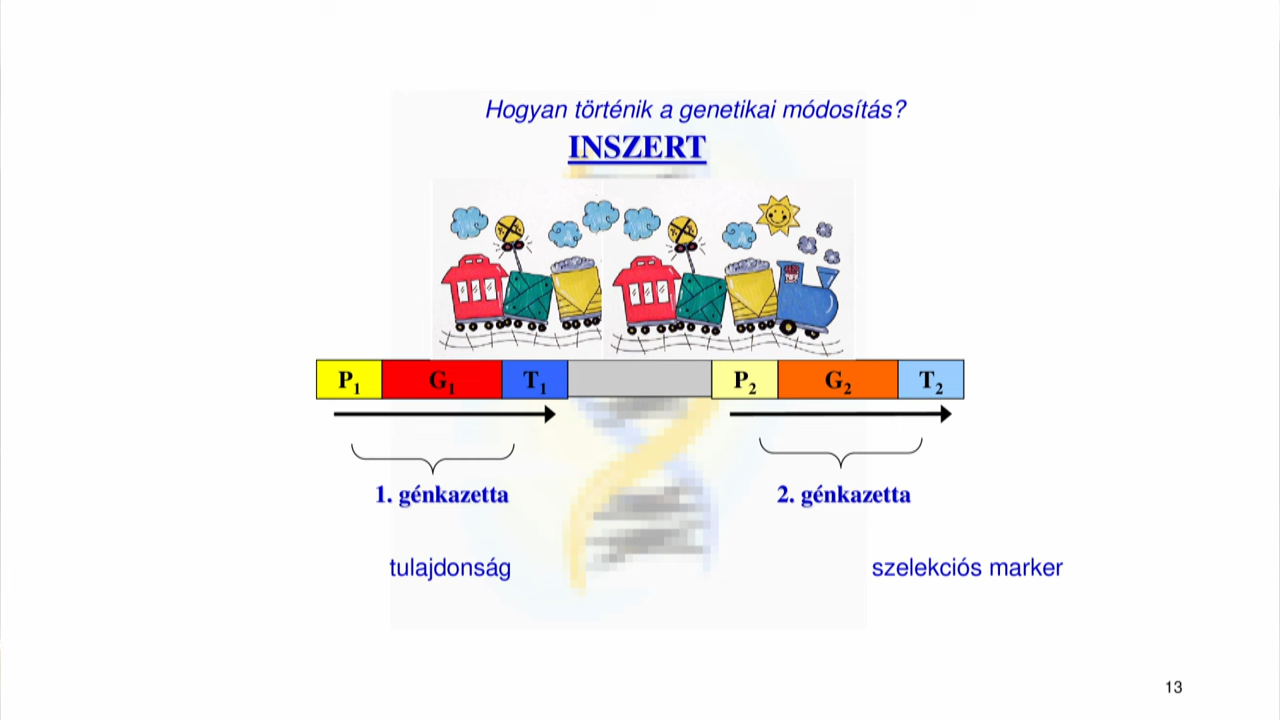 Hogyan történik a genetikai módosítás?
INSZERT
P1 G1 T1 P2 G2 T2
1. génkazetta 2. génkazetta
tulajdonság szelekciós marker
13